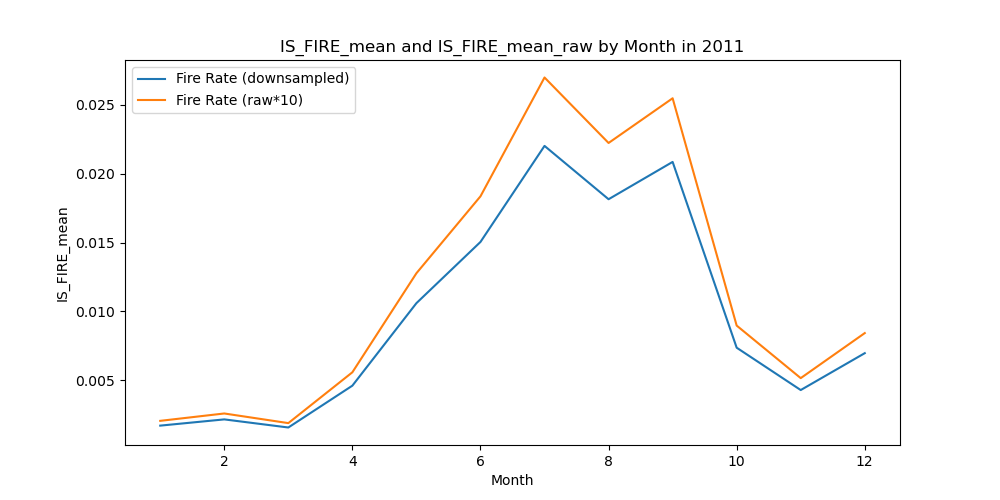 IS_FIRE_mean and IS_FIRE_mean_raw by Month in 2011
Fire Rate (downsampled)
Fire Rate (raw*10)
IS_FIRE_mean
0.025
0.020
0.015
0.010
0.005
2 4 6 8 10 12
Month